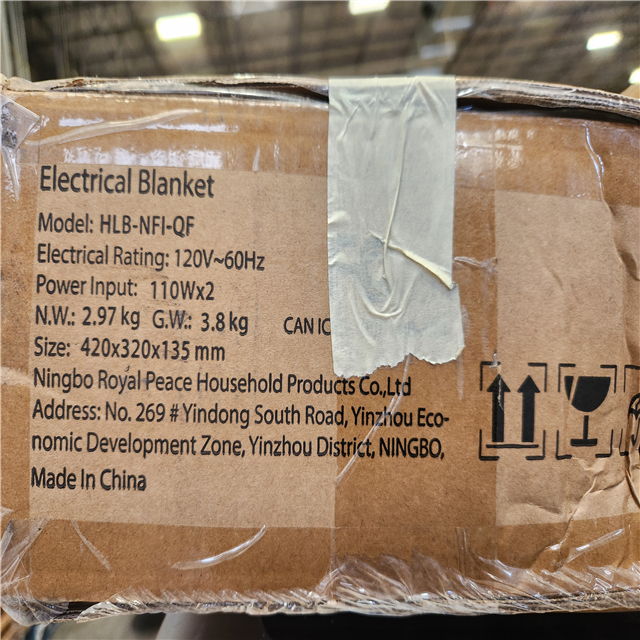 Electrical Blanket
Model: HLB-NFI-QF
Electrical Rating: 120V~60Hz
Power Input: 110Wx2
N.W.: 2.97 kg G.W.: 3.8 kg CAN IC
Size: 420x320x135 mm
Ningbo Royal Peace Household Products Co.,Ltd
Address: No. 269 # Yindong South Road, Yinzhou Eco-
nomic Development Zone, Yinzhou District, NINGBO,
Made In China